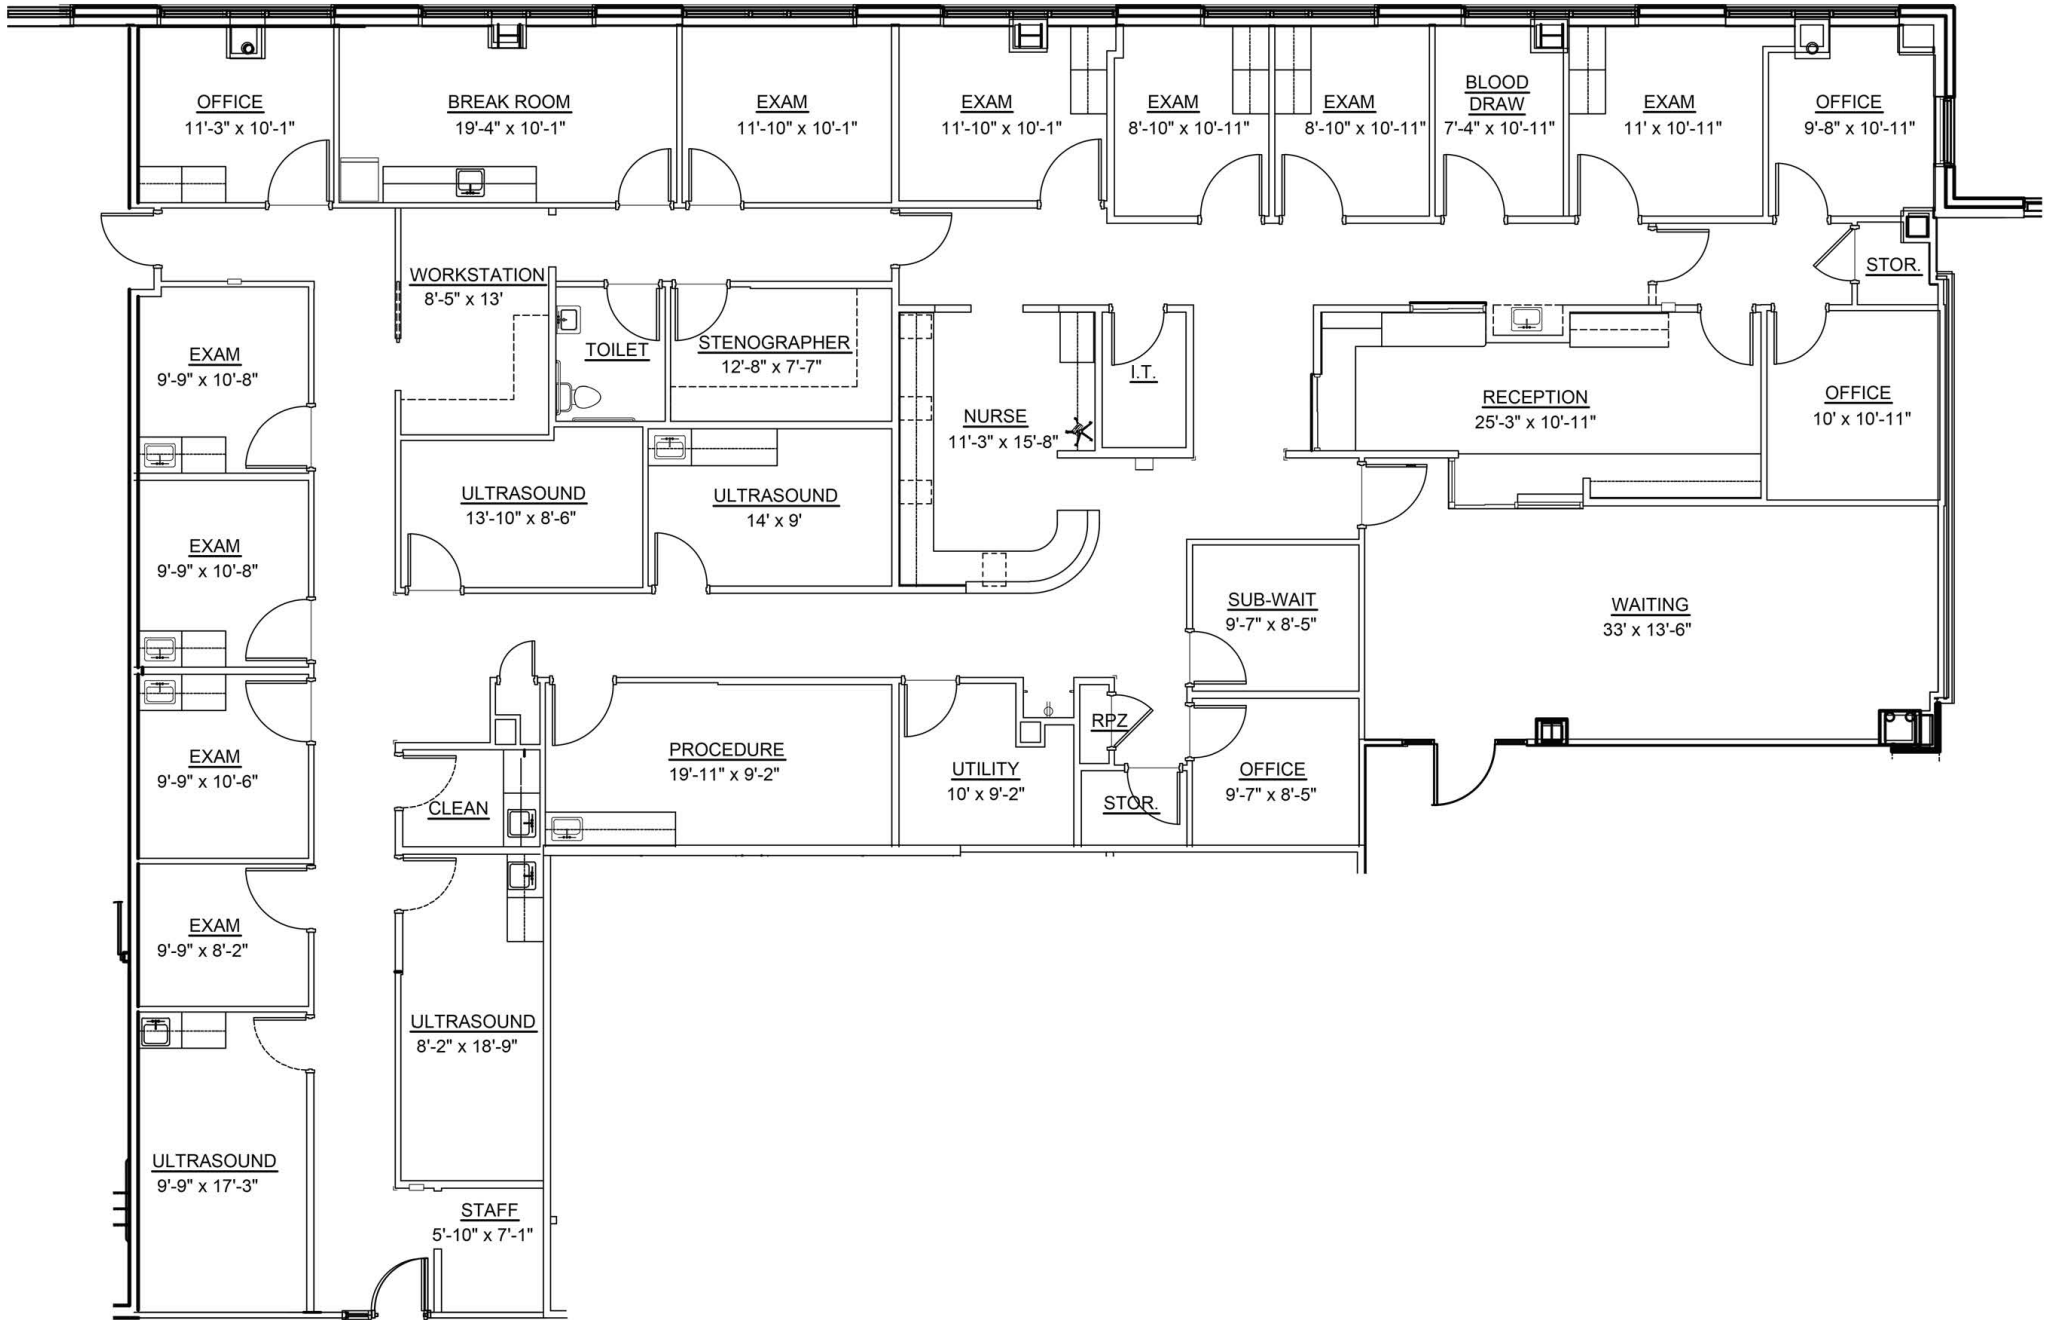 OFFICE
11'-3" x 10'-1"
BREAK ROOM
19'-4" x 10'-1"
EXAM
11'-10" x 10'-1"
EXAM
11'-10" x 10'-1"
EXAM
8'-10" x 10'-11"
EXAM
8'-10" x 10'-11"
BLOOD
DRAW
7'-4" x 10'-11"
EXAM
11' x 10'-11"
OFFICE
9'-8" x 10'-11"
WORKSTATION
8'-5" x 13'
STOR.
EXAM
9'-9" x 10'-8"
TOILET
STENOGRAPHER
12'-8" x 7'-7"
I.T.
NURSE
11'-3" x 15'-8"
RECEPTION
25'-3" x 10'-11"
OFFICE
10' x 10'-11"
ULTRASOUND
13'-10" x 8'-6"
ULTRASOUND
14' x 9'
EXAM
9'-9" x 10'-8"
SUB-WAIT
9'-7" x 8'-5"
WAITING
33' x 13'-6"
EXAM
9'-9" x 10'-6"
PROCEDURE
19'-11" x 9'-2"
UTILITY
10' x 9'-2"
RPZ
OFFICE
9'-7" x 8'-5"
CLEAN
STOR.
EXAM
9'-9" x 8'-2"
ULTRASOUND
8'-2" x 18'-9"
ULTRASOUND
9'-9" x 17'-3"
STAFF
5'-10" x 7'-1"